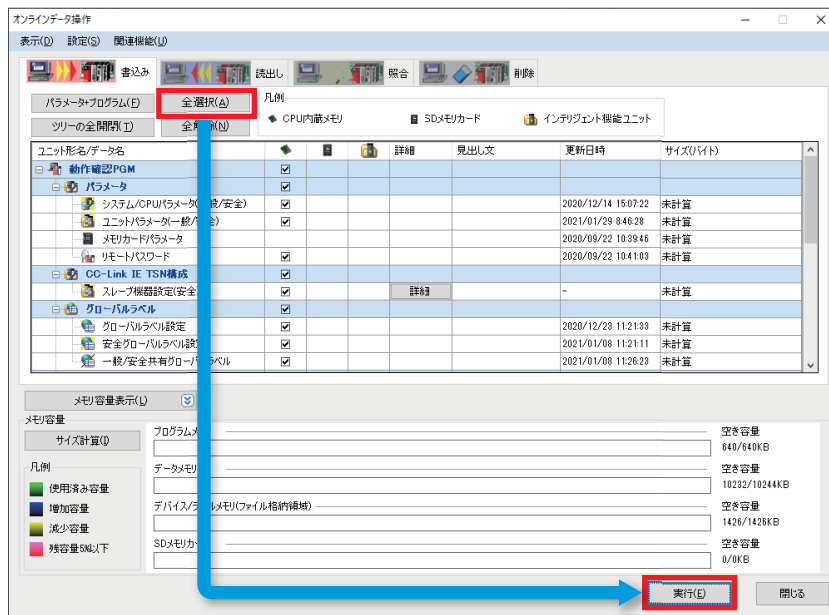 オンラインデータ操作
表示(D) 設定(S) 関連機能(U)
書込み 読出し 照合 削除
パラメータ+プログラム(F) 全選択(A) 凡例
ツリーの全開閉(T) CPU内蔵メモリ SDメモリカード インテリジェント機能ユニット
ユニット形名/データ名 詳細 見出し文 更新日時 サイズ(バイト)
動作確認PGM
パラメータ
システム/CPUパラメータ(一般/安全) 2020/12/14 15:07:22 未計算
ユニットパラメータ(一般/安全) 2021/01/29 8:46:28 未計算
メモリカードパラメータ 2020/09/22 10:39:46 未計算
リモートパスワード 2020/09/22 10:41:03 未計算
CC-Link IE TSN構成
スレーブ機器設定(安全) 詳細 - 未計算
グローバルラベル
グローバルラベル設定 2020/12/23 11:21:33 未計算
安全グローバルラベル設定 2021/01/08 11:21:11 未計算
一般/安全共有グローバルラベル 2021/01/08 11:26:23 未計算
メモリ容量表示(L)
メモリ容量
サイズ計算(I) プログラムメモリ 空き容量
640/640KB
凡例 データメモリ 空き容量
使用済み容量 10232/10244KB
増加容量 デバイス/ラベルメモリ(ファイル格納領域) 空き容量
減少容量 1426/1426KB
残容量5%以下 SDメモリカード 空き容量
0/0KB
実行(E) 閉じる